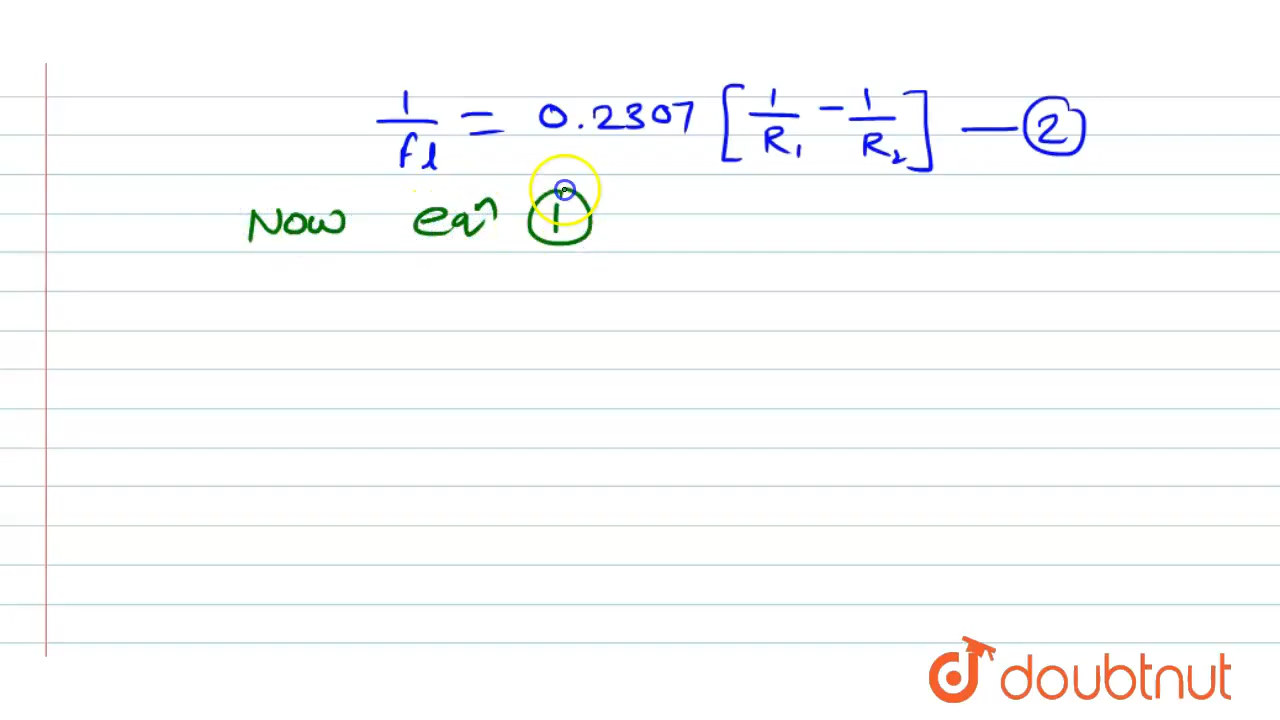 1/fl = 0.2307 [1/R1 - 1/R2] — ②
Now eqn ①
doubtnut